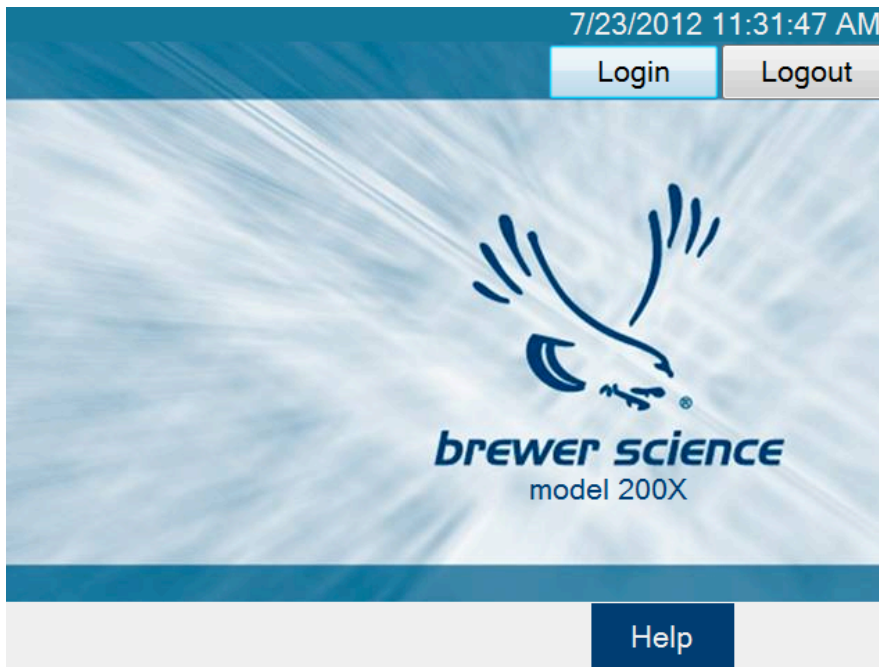 7/23/2012 11:31:47 AM
Login Logout
®
brewer science
model 200X
Help